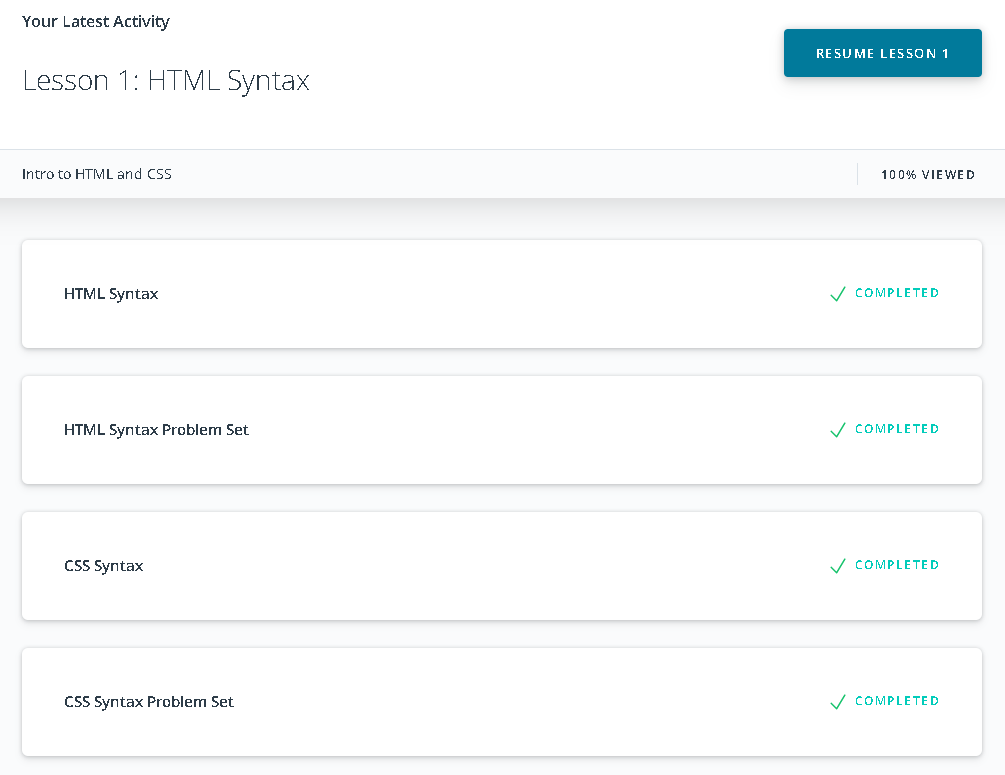 Your Latest Activity
RESUME LESSON 1
Lesson 1: HTML Syntax
Intro to HTML and CSS
100% VIEWED
HTML Syntax
COMPLETED
HTML Syntax Problem Set
COMPLETED
CSS Syntax
COMPLETED
CSS Syntax Problem Set
COMPLETED